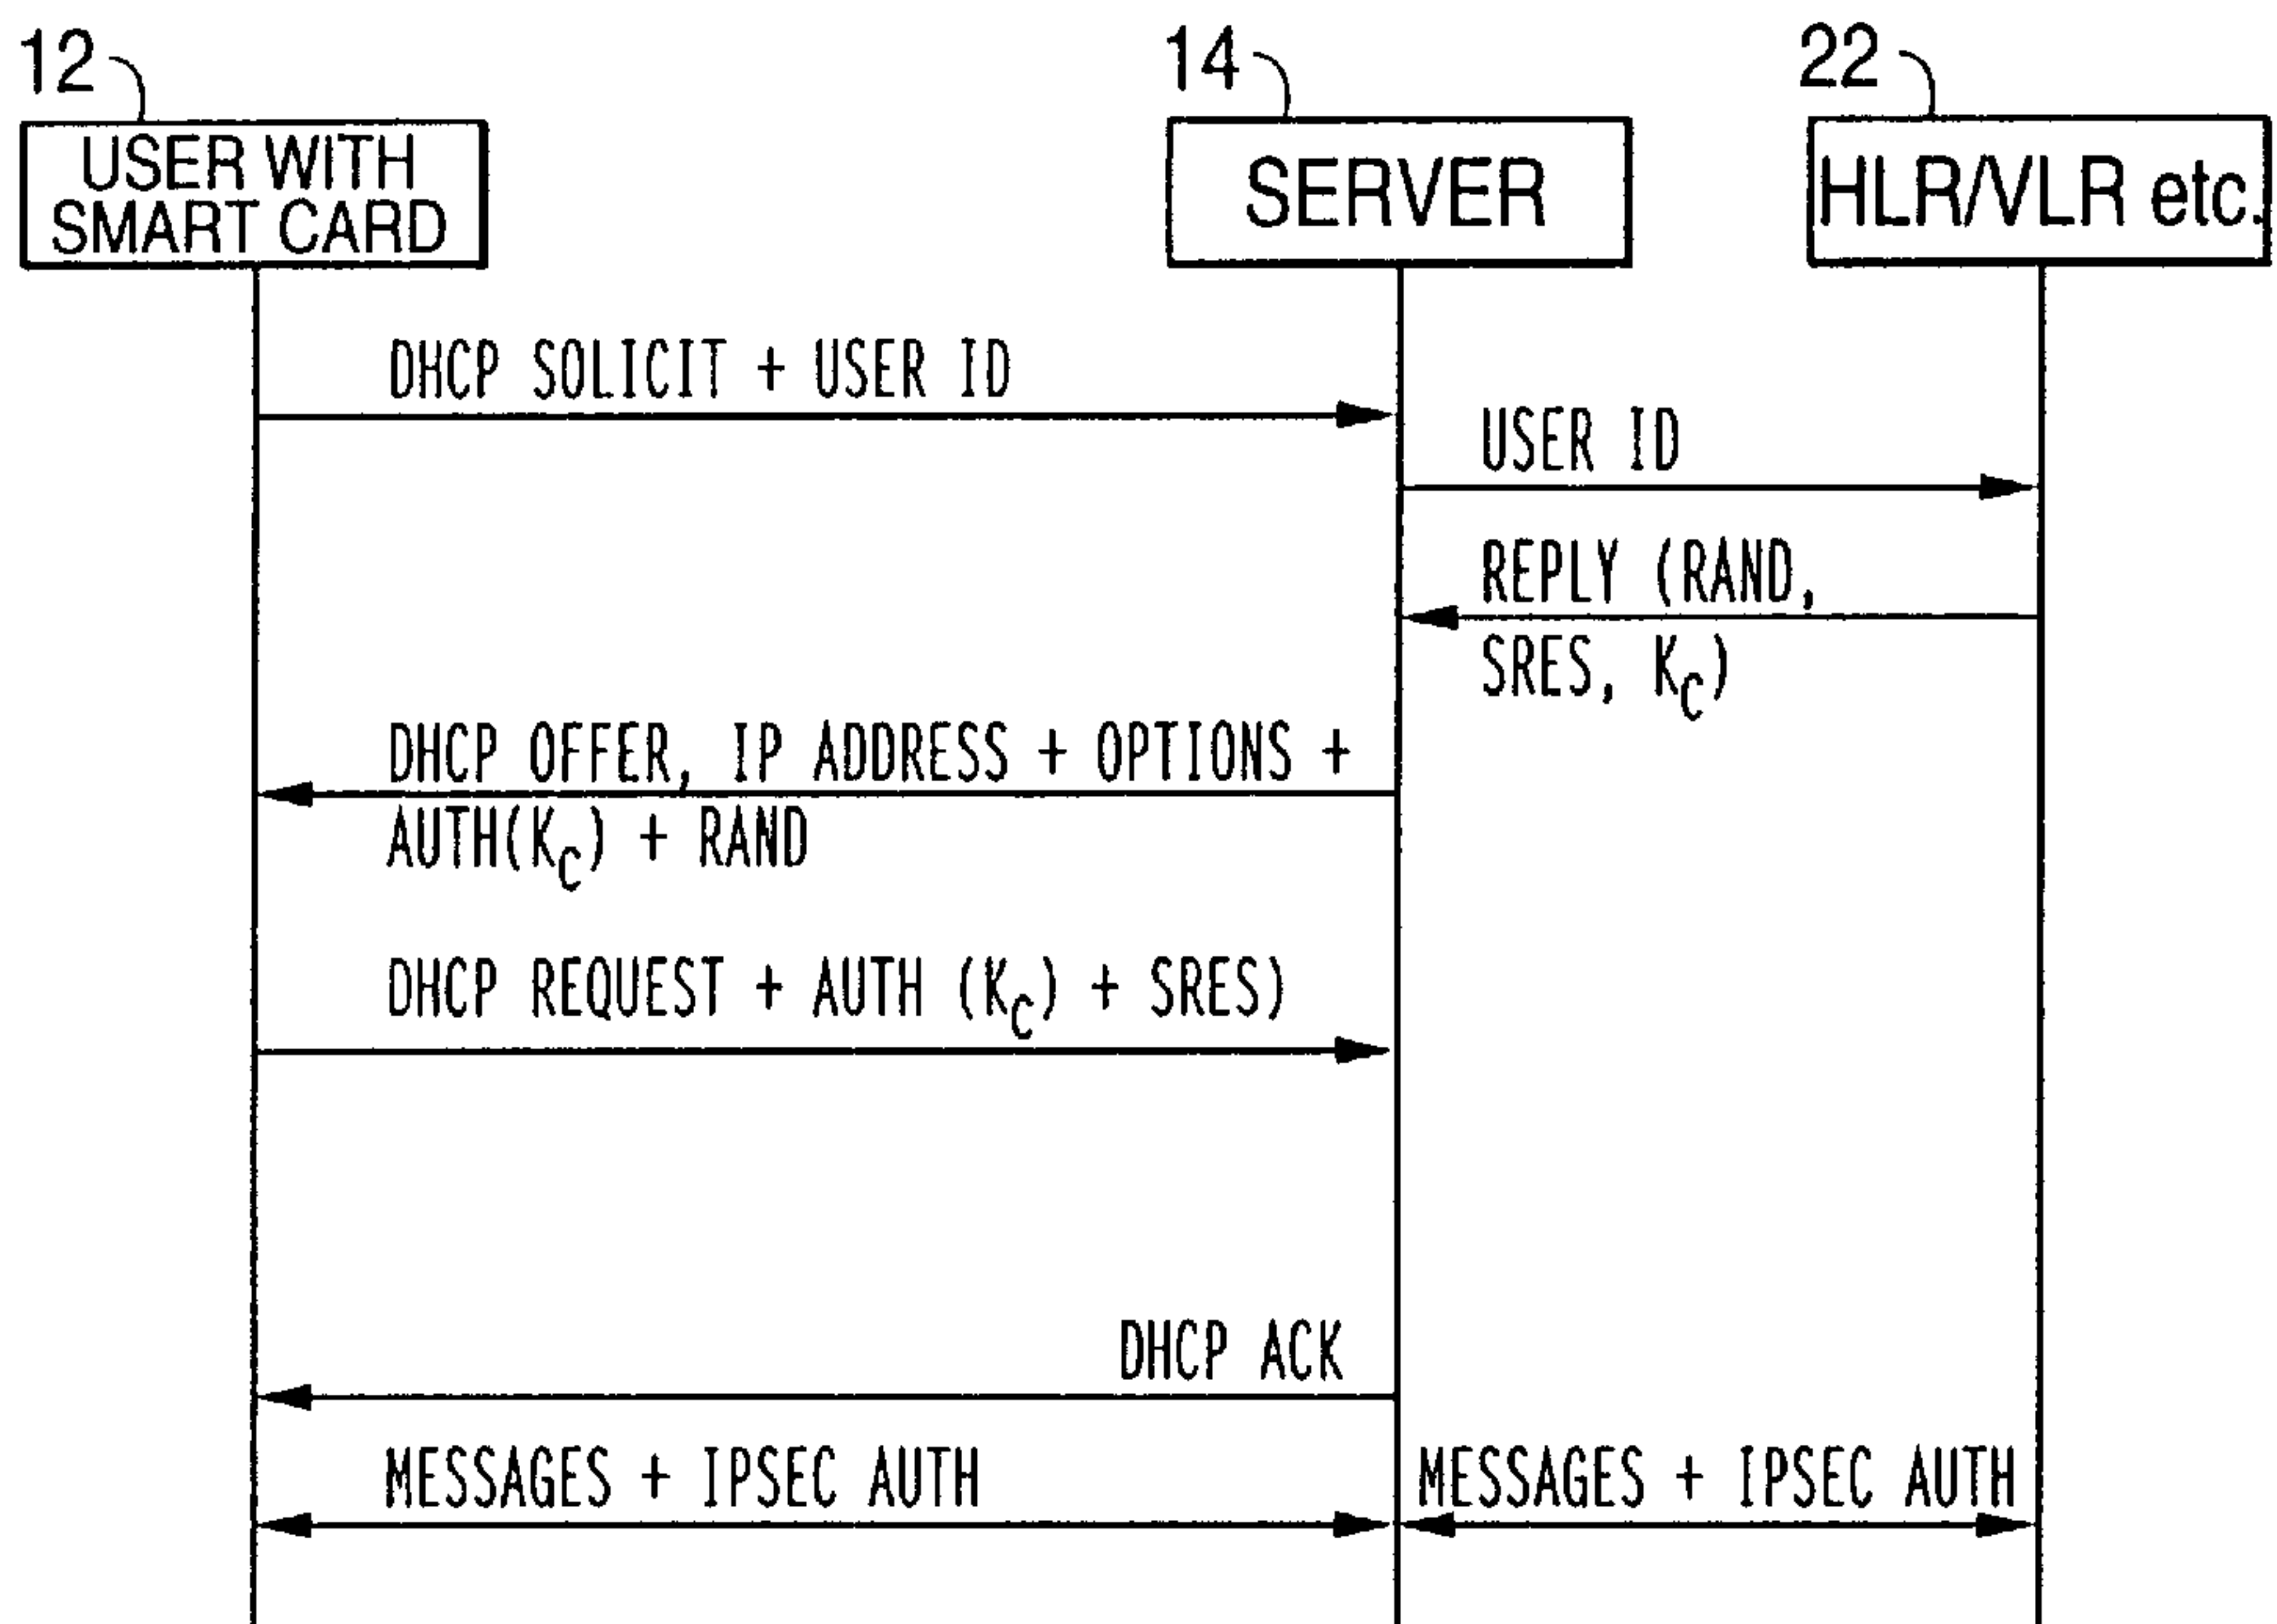 12
14
22
USER WITH
SMART CARD
SERVER
HLR/VLR etc.
DHCP SOLICIT + USER ID
USER ID
REPLY (RAND,
SRES, KC)
DHCP OFFER, IP ADDRESS + OPTIONS +
AUTH(KC) + RAND
DHCP REQUEST + AUTH (KC) + SRES)
DHCP ACK
MESSAGES + IPSEC AUTH
MESSAGES + IPSEC AUTH